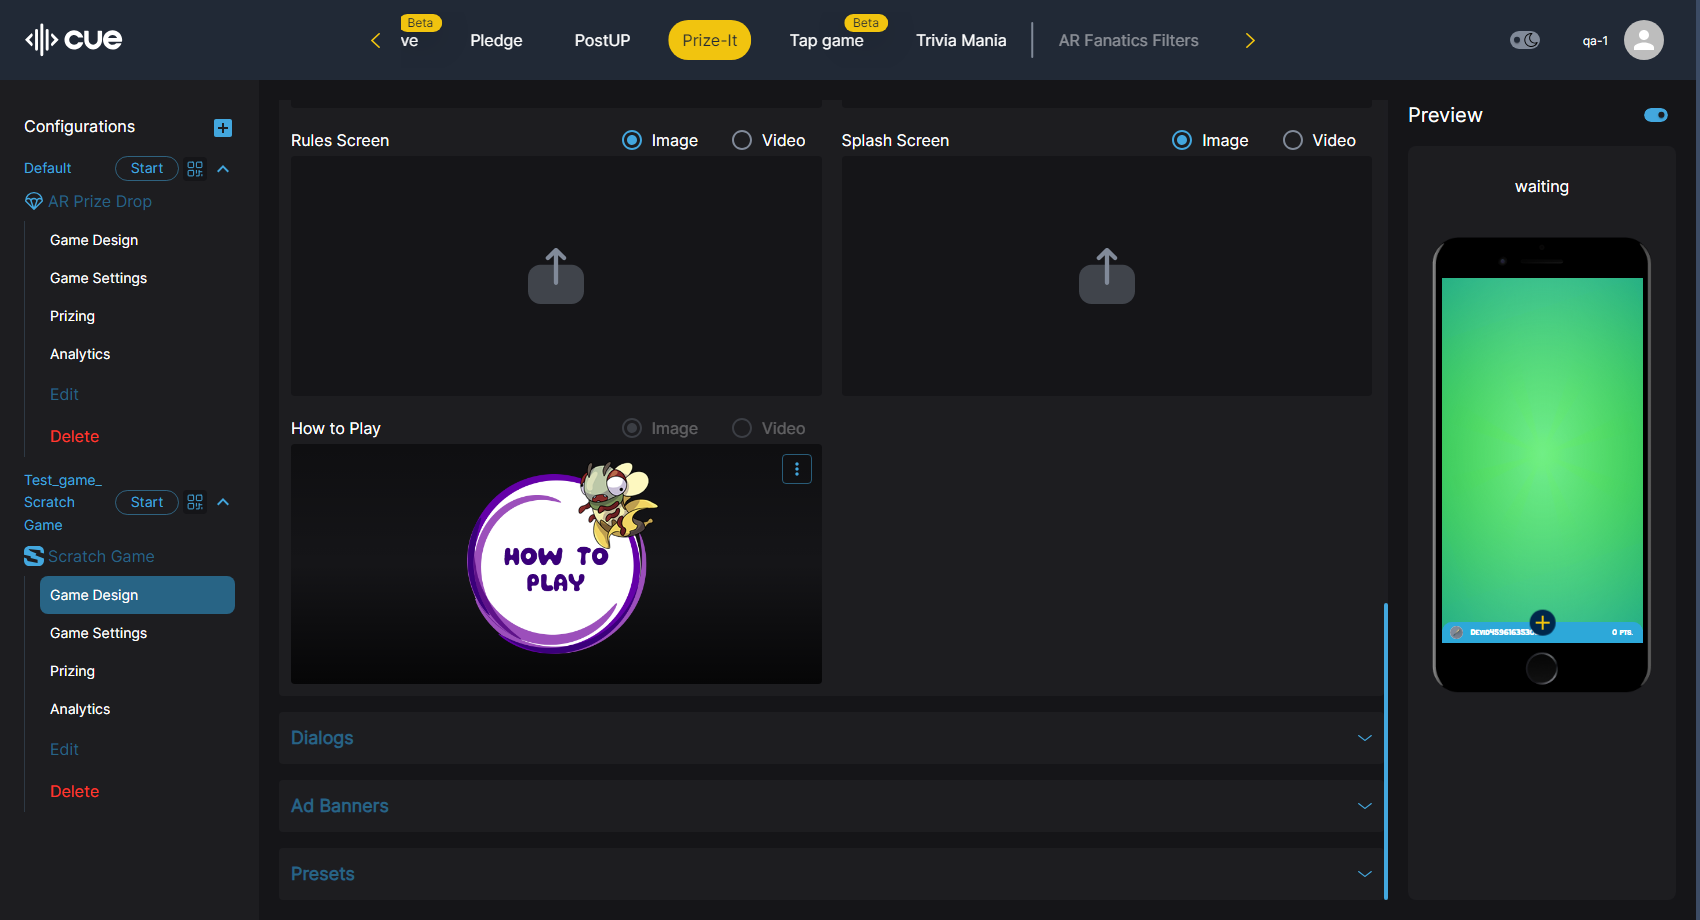 cue
Beta
ve
Pledge
PostUP
Prize-It
Beta
Tap game
Trivia Mania
AR Fanatics Filters
qa-1
Configurations
Default
Start
AR Prize Drop
Game Design
Game Settings
Prizing
Analytics
Edit
Delete
Test_game_
Scratch
Game
Start
Scratch Game
Game Design
Game Settings
Prizing
Analytics
Edit
Delete
Rules Screen
Image
Video
Splash Screen
Image
Video
How to Play
Image
Video
HOW TO
PLAY
Dialogs
Ad Banners
Presets
Preview
waiting
0 PTS.